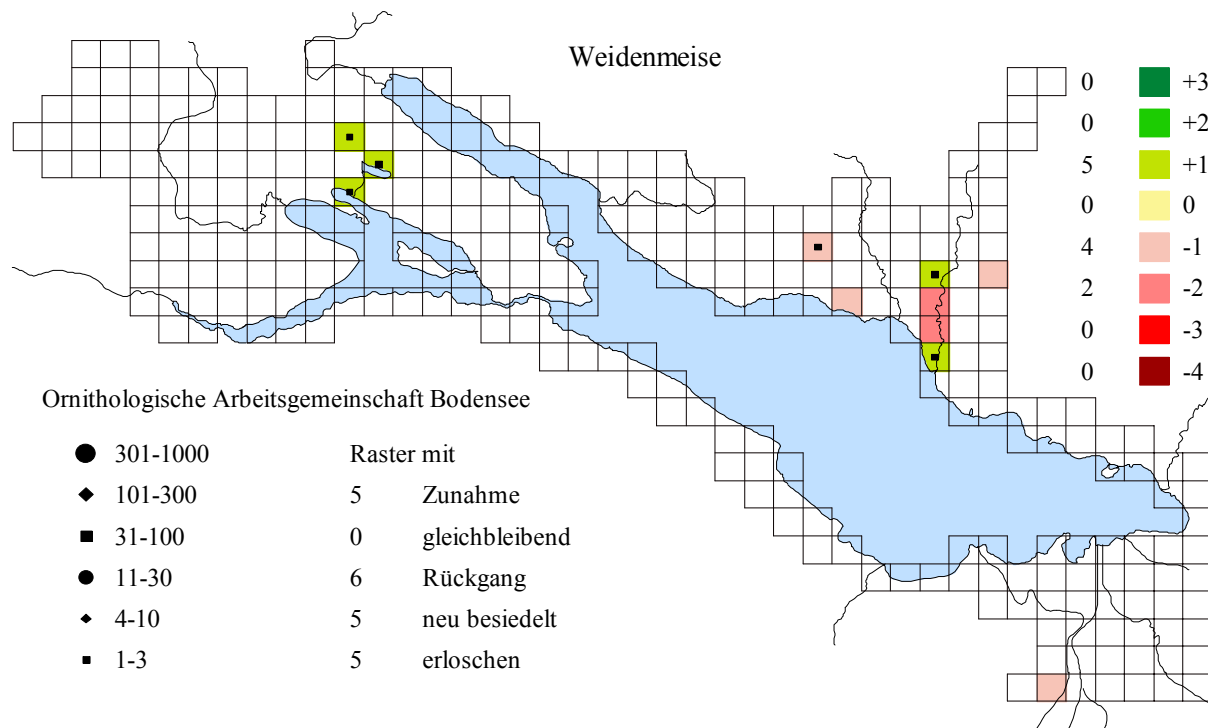 Weidenmeise
0 +3
0 +2
5 +1
0 0
4 -1
2 -2
0 -3
0 -4
Ornithologische Arbeitsgemeinschaft Bodensee
301-1000 Raster mit
101-300 5 Zunahme
31-100 0 gleichbleibend
11-30 6 Rückgang
4-10 5 neu besiedelt
1-3 5 erloschen